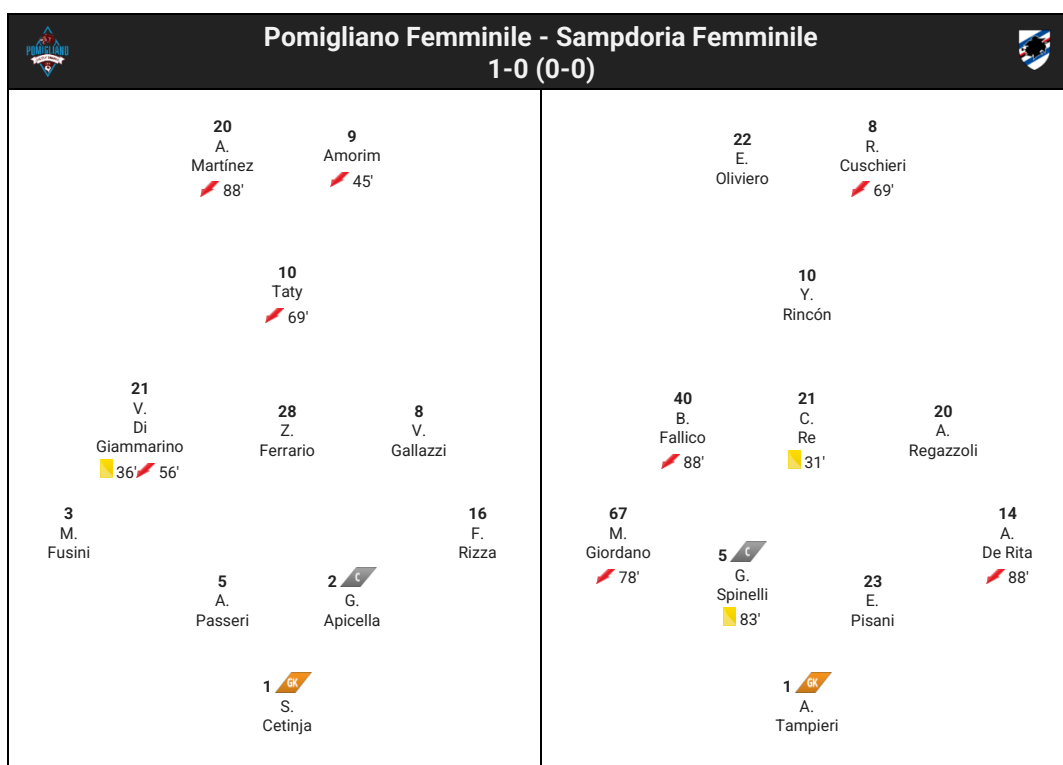 POMIGLIANO
Pomigliano Femminile - Sampdoria Femminile
1-0 (0-0)
20
A.
Martínez
88'
9
Amorim
45'
10
Taty
69'
21
V.
Di
Giammarino
36' 56'
28
Z.
Ferrario
8
V.
Gallazzi
3
M.
Fusini
16
F.
Rizza
5
A.
Passeri
2 C
G.
Apicella
1 GK
S.
Cetinja
22
E.
Oliviero
8
R.
Cuschieri
69'
10
Y.
Rincón
40
B.
Fallico
88'
21
C.
Re
31'
20
A.
Regazzoli
67
M.
Giordano
78'
14
A.
De Rita
88'
5 C
G.
Spinelli
83'
23
E.
Pisani
1 GK
A.
Tampieri